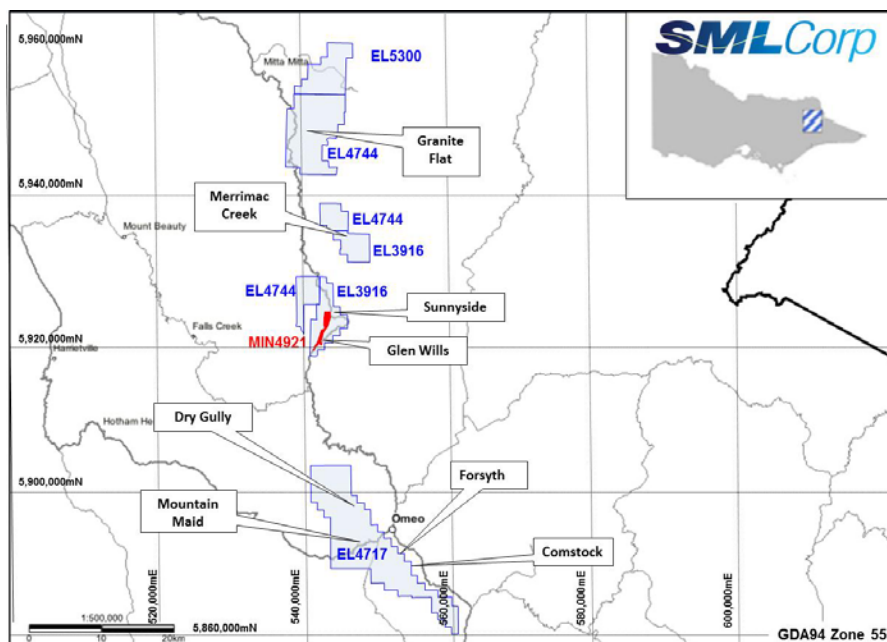 5,960,000mN
Mitta Mitta
EL5300
SMLCorp
Granite
Flat
EL4744
5,940,000mN
Merrimac
Creek
EL4744
Mount Beauty
EL3916
EL4744
EL3916
Sunnyside
Falls Creek
MIN4921
5,920,000mN
Glen Wills
Harrietville
Dry Gully
Hotham He
Forsyth
5,900,000mN
Mountain
Maid
Omeo
Comstock
EL4717
520,000mE
540,000mE
560,000mE
580,000mE
600,000mE
1:500,000
5,860,000mN
0
10
20km
GDA94 Zone 55